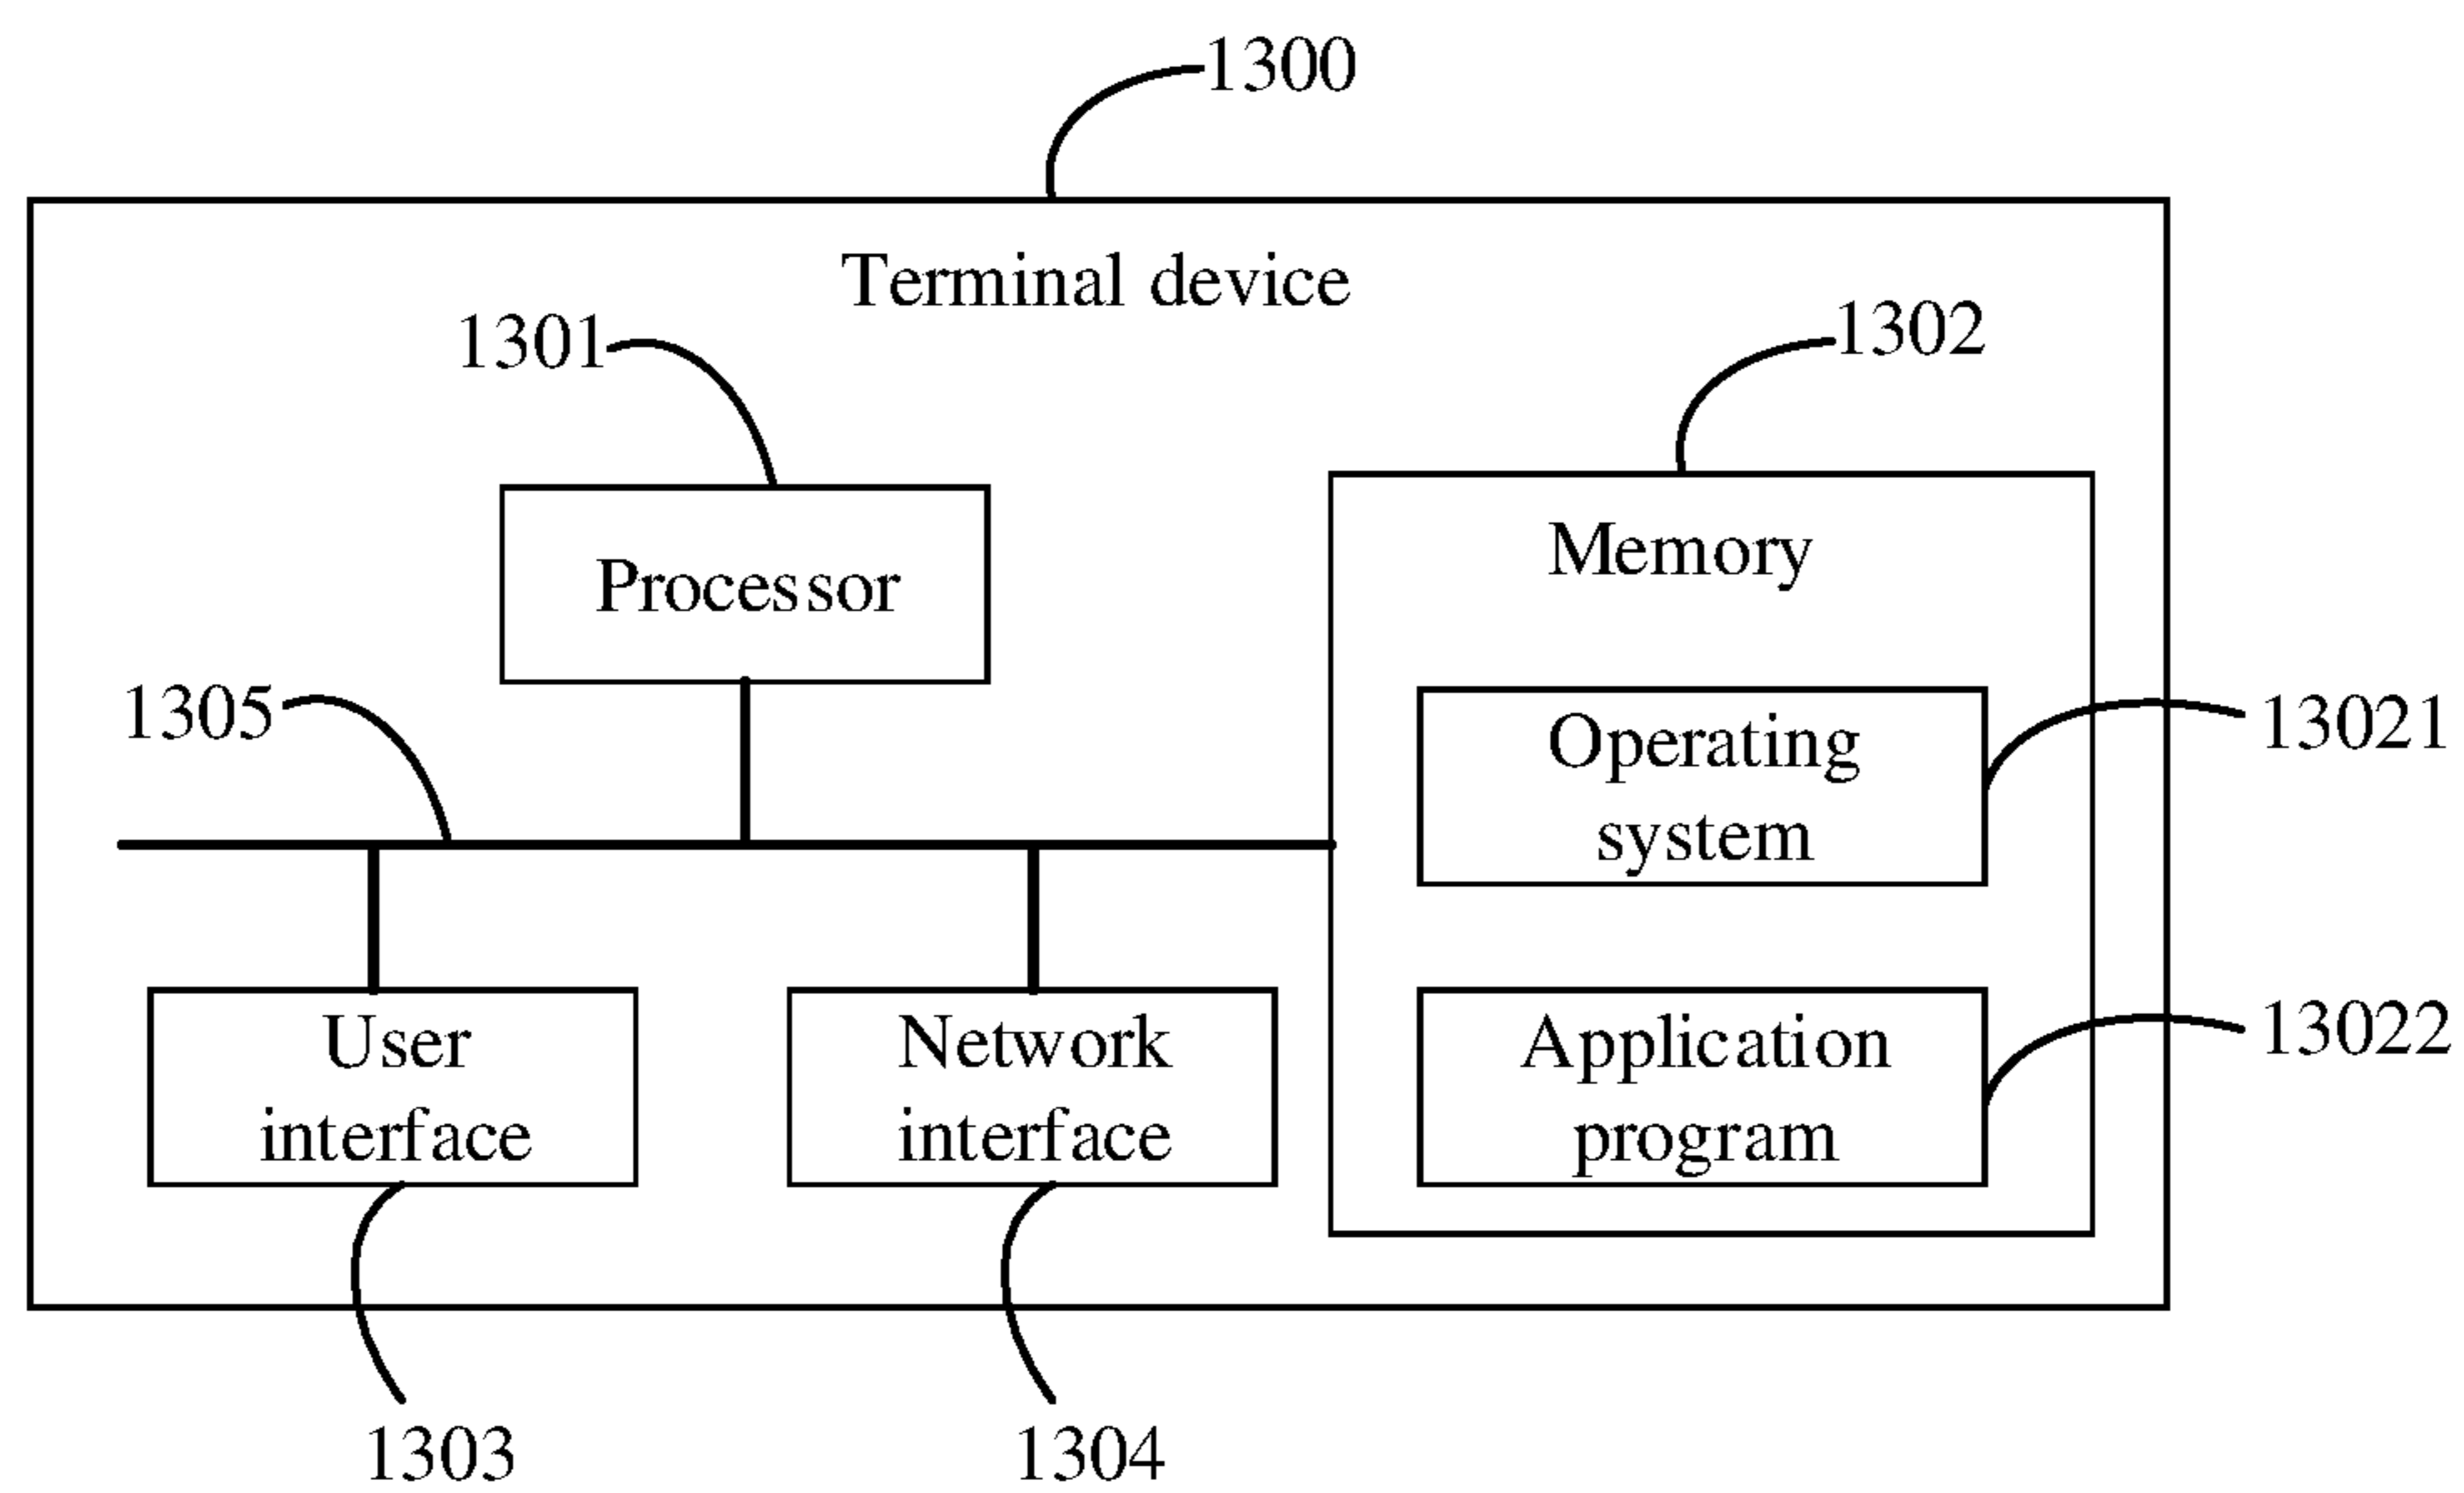 1300
Terminal device
1301
1302
Processor
Memory
1305
Operating
system
13021
User
interface
Network
interface
Application
program
13022
1303
1304